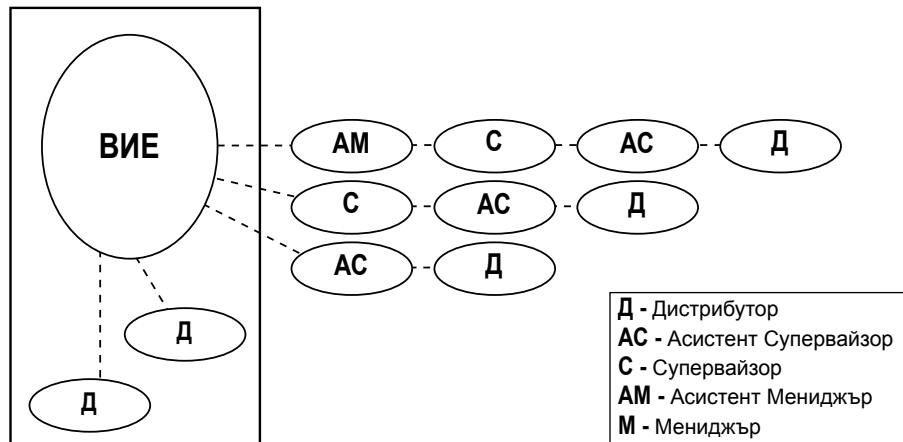 ВИЕ
АМ С АС Д
С АС Д
АС Д
Д
Д
Д - Дистрибутор
АС - Асистент Супервайзор
С - Супервайзор
АМ - Асистент Мениджър
М - Мениджър